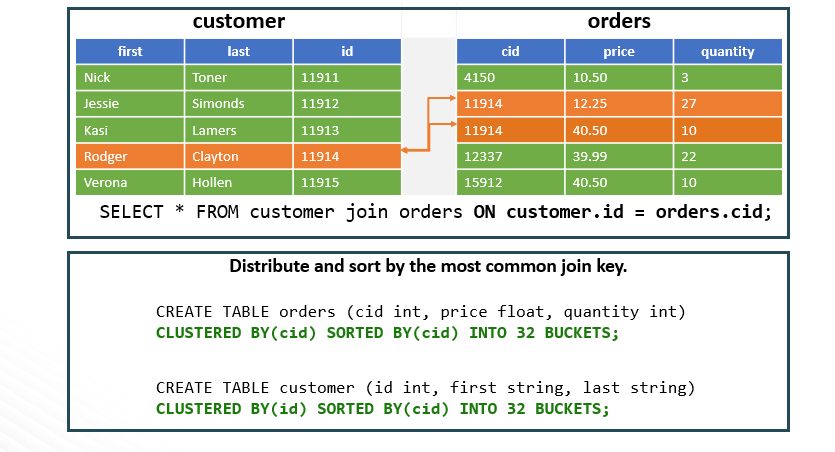 customer orders
first last id cid price quantity
Nick Toner 11911 4150 10.50 3
Jessie Simonds 11912 11914 12.25 27
Kasi Lamers 11913 11914 40.50 10
Rodger Clayton 11914 12337 39.99 22
Verona Hollen 11915 15912 40.50 10
SELECT * FROM customer join orders ON customer.id = orders.cid;
Distribute and sort by the most common join key.
CREATE TABLE orders (cid int, price float, quantity int)
CLUSTERED BY(cid) SORTED BY(cid) INTO 32 BUCKETS;
CREATE TABLE customer (id int, first string, last string)
CLUSTERED BY(id) SORTED BY(cid) INTO 32 BUCKETS;